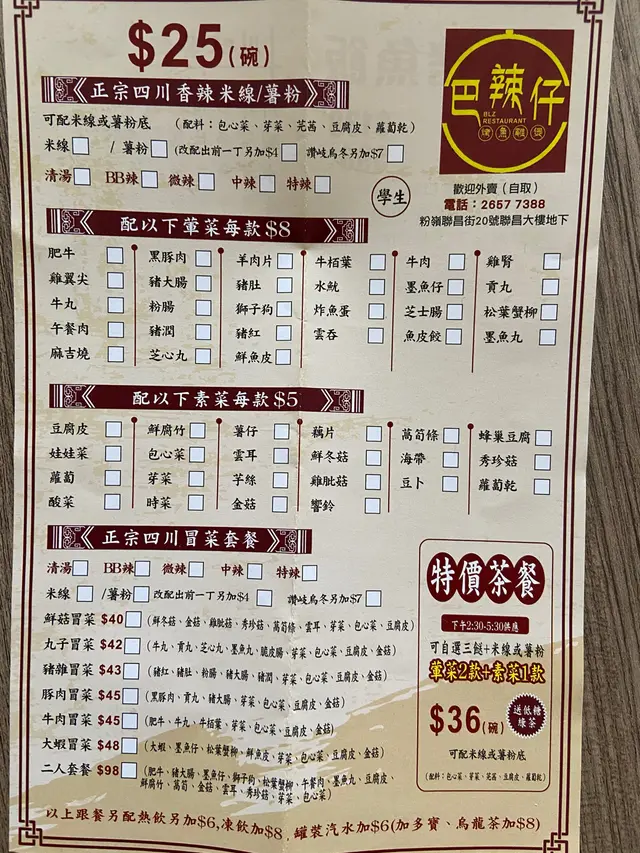 $25(碗)
正宗四川香辣米線/薯粉
可配米線或薯粉底 (配料：包心菜、芽菜、芫茜、豆腐皮、蘿蔔乾)
米線 / 薯粉 (改配出前一丁另加$4 讚岐烏冬另加$7 )
清湯 BB辣 微辣 中辣 特辣
學生
巴辣仔
BLZ
RESTAURANT
烤魚雞煲
歡迎外賣（自取）
電話：2657 7388
粉嶺聯昌街20號聯昌大樓地下
配以下葷菜每款$8
肥牛 黑豚肉 羊肉片 牛栢葉 牛肉 雞腎
雞翼尖 豬大腸 豬肚 水魷 墨魚仔 貢丸
牛丸 粉腸 獅子狗 炸魚蛋 芝士腸 松葉蟹柳
午餐肉 豬潤 豬紅 雲吞 魚皮餃 墨魚丸
麻吉燒 芝心丸 鮮魚皮
配以下素菜每款$5
豆腐皮 鮮腐竹 薯仔 藕片 萵筍條 蜂巢豆腐
娃娃菜 包心菜 雲耳 鮮冬菇 海帶 秀珍菇
蘿蔔 芽菜 芋絲 雞脾菇 豆卜 蘿蔔乾
酸菜 時菜 金菇 響鈴
正宗四川冒菜套餐
清湯 BB辣 微辣 中辣 特辣
米線 /薯粉 改配出前一丁另加$4 讚岐烏冬另加$7
鮮菇冒菜 $40 (鮮冬菇、金菇、雞脾菇、秀珍菇、萵筍條、雲耳、芽菜、包心菜、豆腐皮)
丸子冒菜 $42 (牛丸、貢丸、芝心丸、墨魚丸、脆皮腸、芽菜、包心菜、豆腐皮、金菇)
豬雜冒菜 $43 (豬紅、豬肚、粉腸、豬大腸、豬潤、芽菜、包心菜、豆腐皮、金菇)
豚肉冒菜 $45 (黑豚肉、貢丸、豬大腸、芽菜、包心菜、豆腐皮、金菇)
牛肉冒菜 $45 (肥牛、牛丸、牛栢葉、芽菜、包心菜、豆腐皮、金菇)
大蝦冒菜 $48 (大蝦、墨魚仔、松葉蟹柳、鮮魚皮、芽菜、包心菜、豆腐皮、金菇)
二人套餐 $98 (肥牛、豬大腸、墨魚仔、獅子狗、松葉蟹柳、午餐肉、墨魚丸、豆腐皮、
鮮腐竹、萵筍、金菇、雲耳、秀珍菇、芽菜、包心菜)
特價茶餐
下午2:30-5:30供應
可自選三餸+米線或薯粉
葷菜2款+素菜1款
$36(碗)
送低糖
綠茶
可配米線或薯粉底
(配料：包心菜、芽菜、芫茜、豆腐皮、蘿蔔乾)
以上跟餐另配熱飲另加$6,凍飲加$8 罐裝汽水加$6(加多寶、烏龍茶加$8)